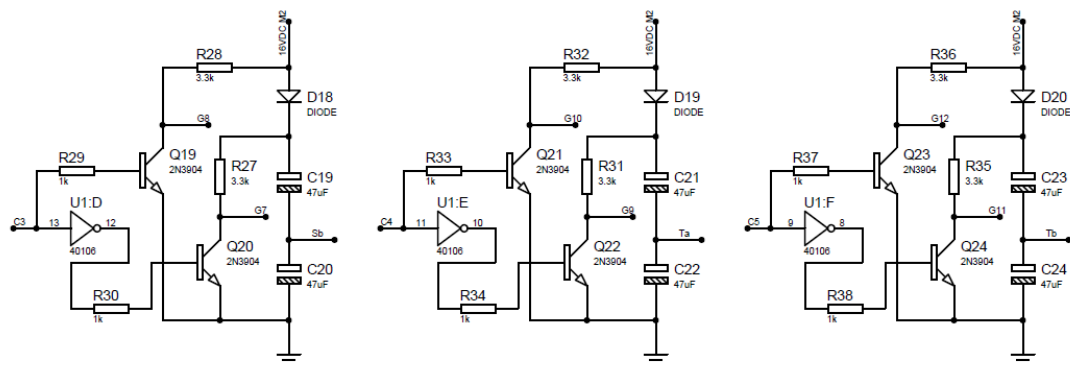 16VDC M2
R28
3.3k
D18
DIODE
G8
R29
1k
Q19
2N3904
R27
3.3k
C19
47uF
U1:D
C3
13
12
40106
G7
Q20
2N3904
Sb
C20
47uF
R30
1k
16VDC M2
R32
3.3k
D19
DIODE
G10
R33
1k
Q21
2N3904
R31
3.3k
C21
47uF
U1:E
C4
11
10
40106
G9
Q22
2N3904
Ta
C22
47uF
R34
1k
16VDC M2
R36
3.3k
D20
DIODE
G12
R37
1k
Q23
2N3904
R35
3.3k
C23
47uF
U1:F
C5
9
8
40106
G11
Q24
2N3904
Tb
C24
47uF
R38
1k